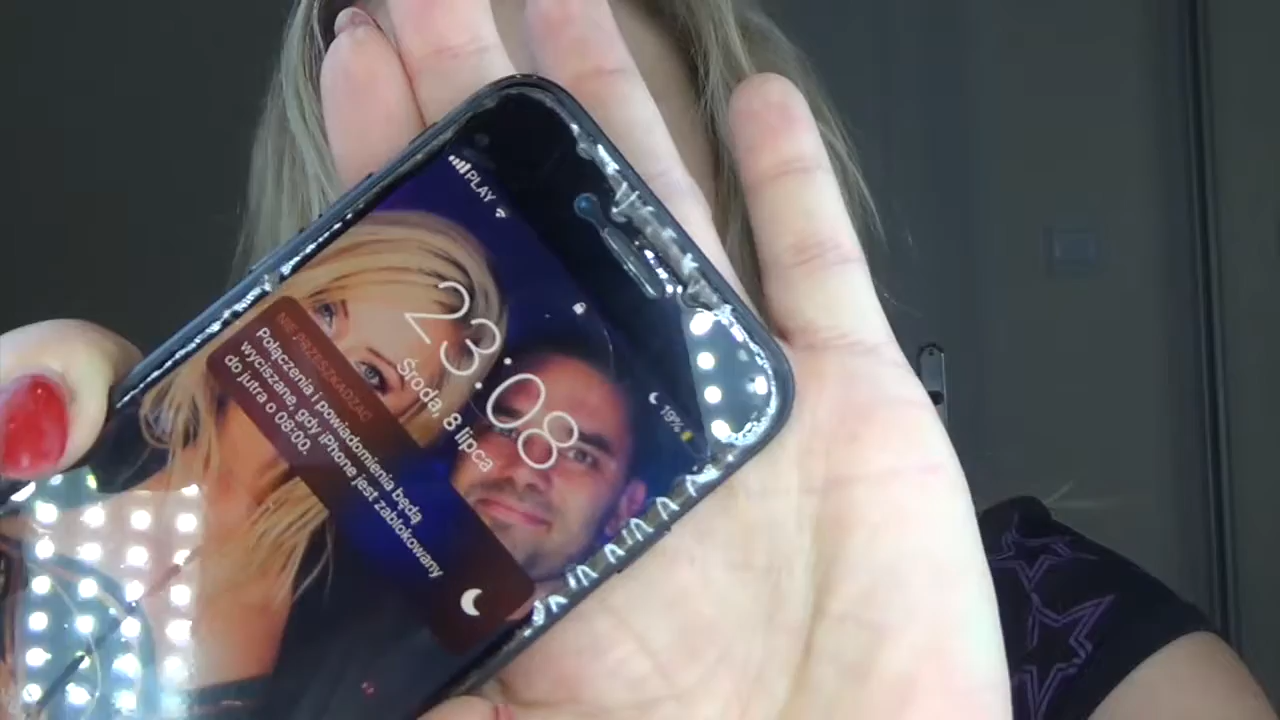 PLAY
19%
23:08
Środa, 8 lipca
NIE PRZESZKADZAĆ
Połączenia i powiadomienia będą
wyciszane, gdy iPhone jest zablokowany
do jutra o 08:00.